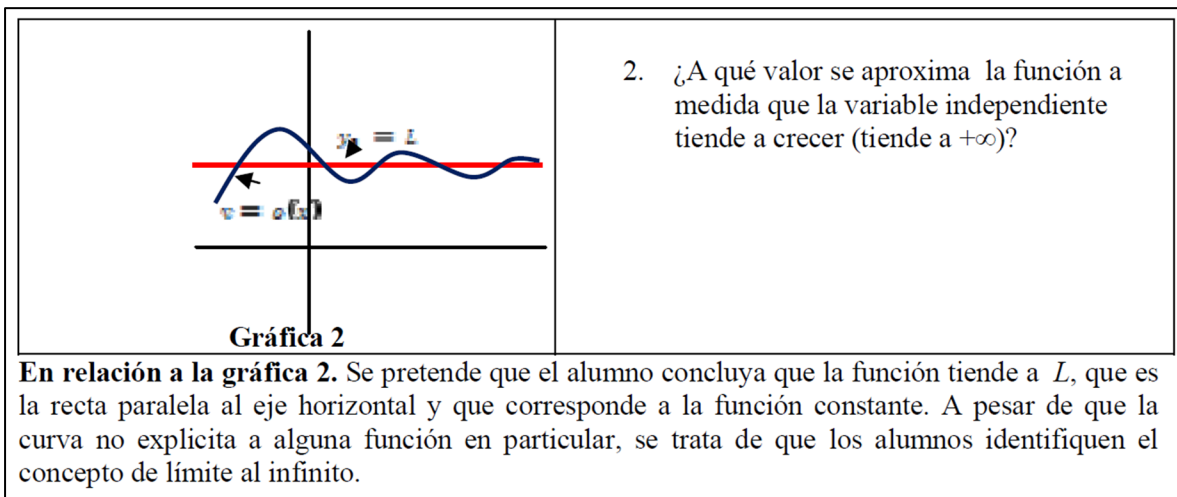 2. ¿A qué valor se aproxima la función a
medida que la variable independiente
tiende a crecer (tiende a +∞)?
= L
Gráfica 2
En relación a la gráfica 2. Se pretende que el alumno concluya que la función tiende a L, que es
la recta paralela al eje horizontal y que corresponde a la función constante. A pesar de que la
curva no explicita a alguna función en particular, se trata de que los alumnos identifiquen el
concepto de límite al infinito.